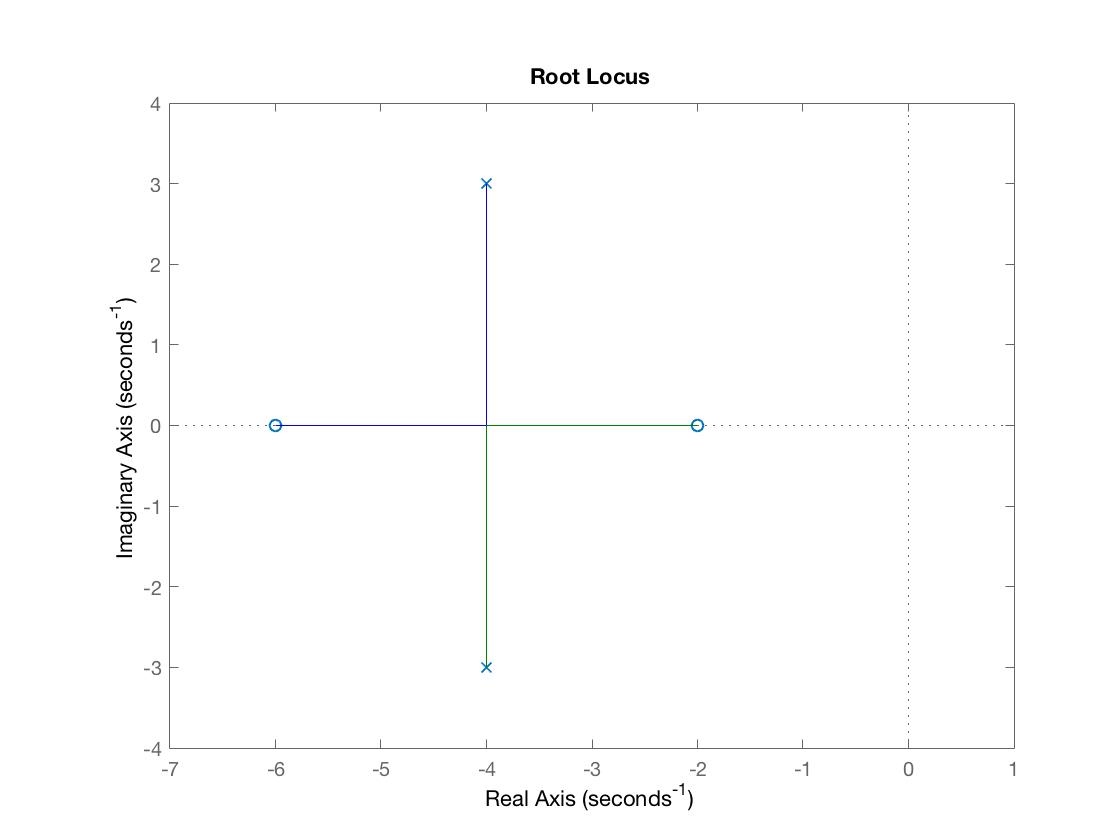 Root Locus
4
3
2
1
0
-1
-2
-3
-4
Imaginary Axis (seconds⁻¹)
-7 -6 -5 -4 -3 -2 -1 0 1
Real Axis (seconds⁻¹)